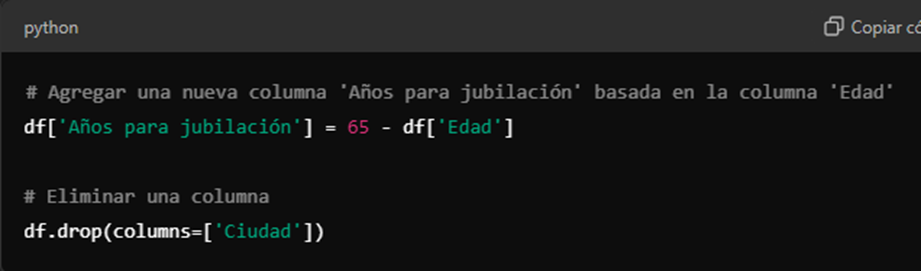 python
Copiar có
# Agregar una nueva columna 'Años para jubilación' basada en la columna 'Edad'
df['Años para jubilación'] = 65 - df['Edad']
# Eliminar una columna
df.drop(columns=['Ciudad'])